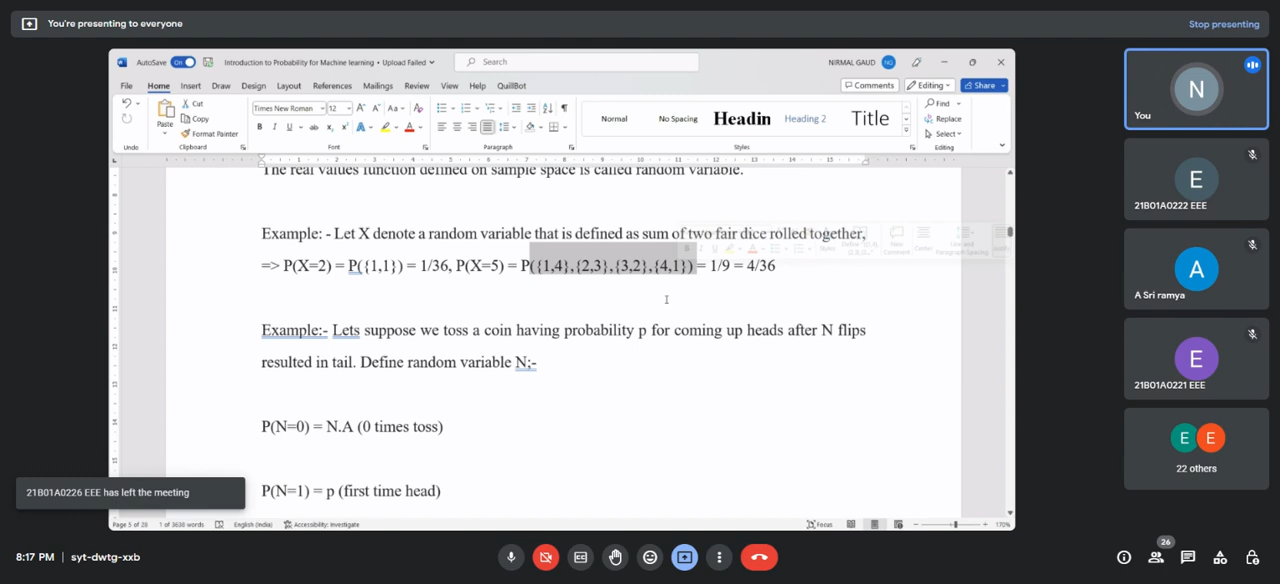 You're presenting to everyone
Stop presenting
AutoSave On Introduction to Probability for Machine learning • Upload Failed Search NIRMAL GAUD NG
File Home Insert Draw Design Layout References Mailings Review View Help QuillBot Comments Editing Share
Paste Cut Copy Format Painter
Times New Roman 12
Normal No Spacing Headin Heading 2 Title
Find Replace Select
Undo Clipboard Font Paragraph Styles Editing
The real values function defined on sample space is called random variable.
Example: - Let X denote a random variable that is defined as sum of two fair dice rolled together,
=> P(X=2) = P({1,1}) = 1/36, P(X=5) = P({1,4},{2,3},{3,2},{4,1}) = 1/9 = 4/36
Example:- Lets suppose we toss a coin having probability p for coming up heads after N flips
resulted in tail. Define random variable N;-
P(N=0) = N.A (0 times toss)
P(N=1) = p (first time head)
Page 5 of 28 1 of 3638 words English (India) Accessibility: Investigate Focus 170%
21B01A0226 EEE has left the meeting
N
You
E
21B01A0222 EEE
A
A Sri ramya
E
21B01A0221 EEE
E E
22 others
8:17 PM | syt-dwtg-xxb
26